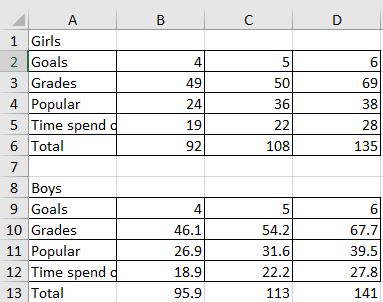 A B C D
1 Girls
2 Goals 4 5 6
3 Grades 49 50 69
4 Popular 24 36 38
5 Time spend o 19 22 28
6 Total 92 108 135
7
8 Boys
9 Goals 4 5 6
10 Grades 46.1 54.2 67.7
11 Popular 26.9 31.6 39.5
12 Time spend o 18.9 22.2 27.8
13 Total 95.9 113 141